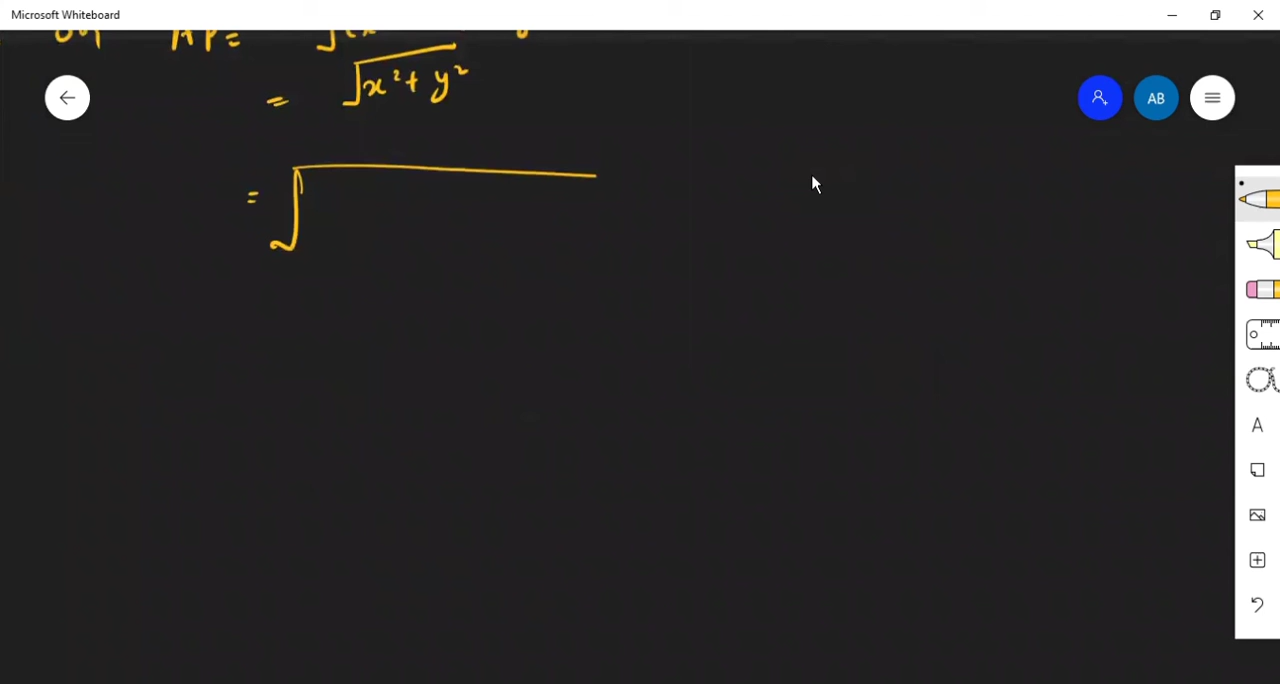 Microsoft Whiteboard
AP =
= √x² + y²
AB
= √
A